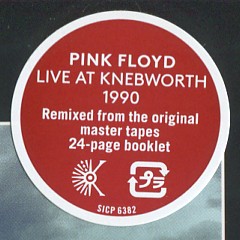 PINK FLOYD
LIVE AT KNEBWORTH
1990
Remixed from the original
master tapes
24-page booklet
SICP 6382